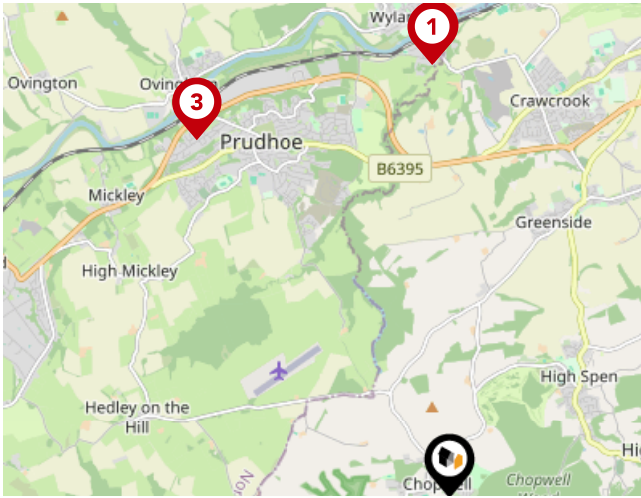 Wylam
1
Ovington
Ovingham
Crawcrook
3
Prudhoe
B6395
Mickley
Greenside
High Mickley
High Spen
Hedley on the
Hill
Chopwell
Chopwell